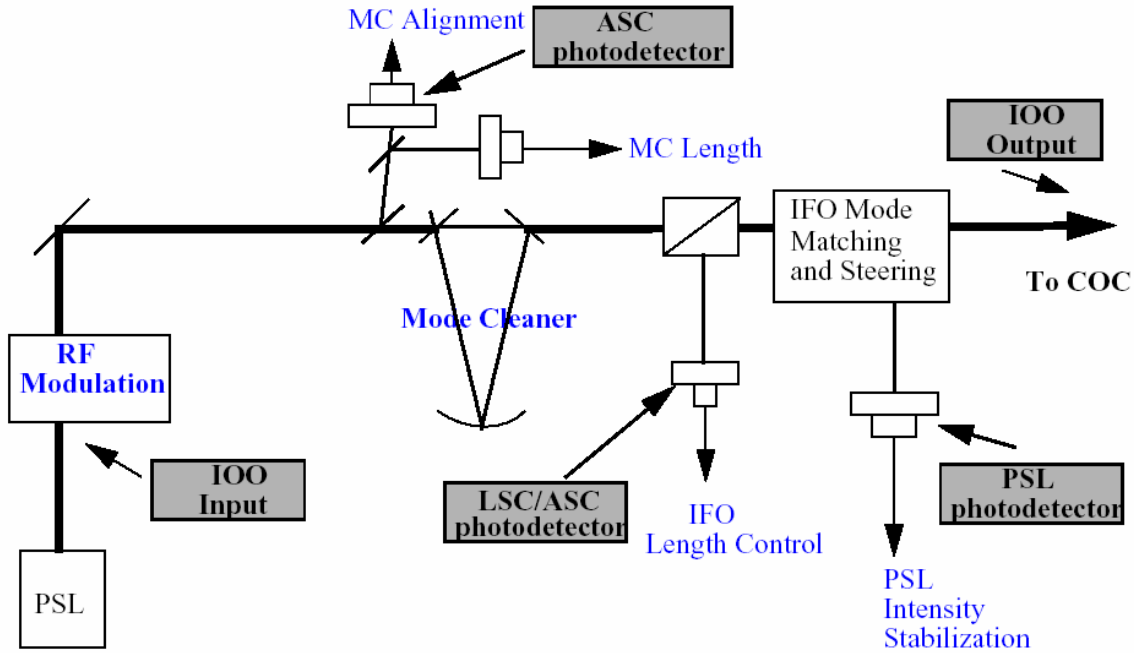 MC Alignment
ASC
photodetector
MC Length
IOO
Output
IFO Mode
Matching
and Steering
To COC
Mode Cleaner
RF
Modulation
IOO
Input
LSC/ASC
photodetector
IFO
Length Control
PSL
photodetector
PSL
PSL
Intensity
Stabilization